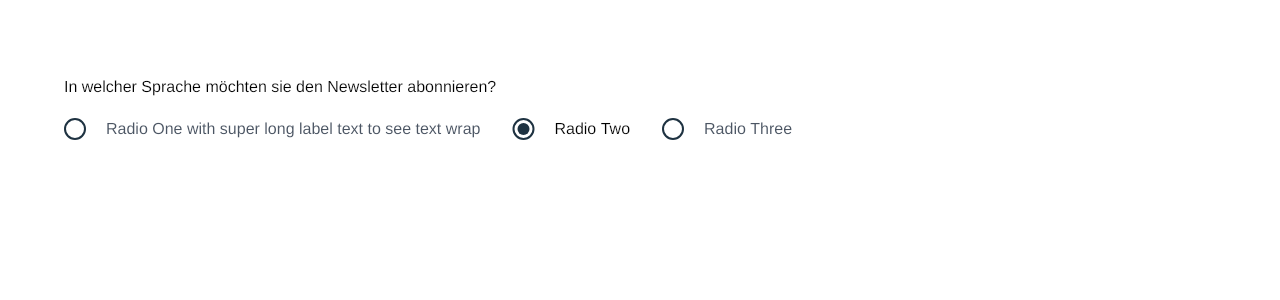 In welcher Sprache möchten sie den Newsletter abonnieren?
Radio One with super long label text to see text wrap Radio Two Radio Three